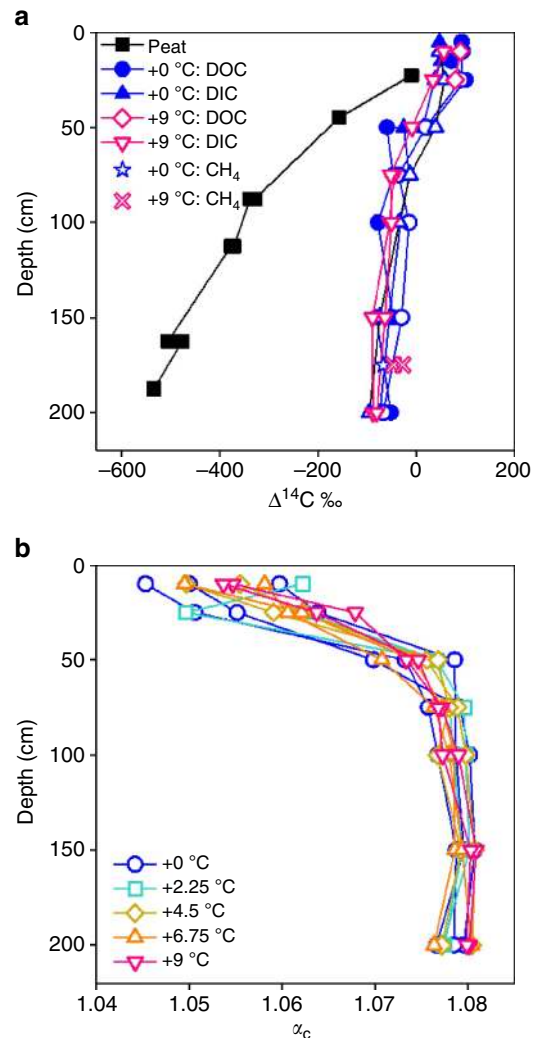 a
0
50
100
150
200
Depth (cm)
Peat
+0 °C: DOC
+0 °C: DIC
+9 °C: DOC
+9 °C: DIC
+0 °C: CH₄
+9 °C: CH₄
−600 −400 −200 0 200
Δ¹⁴C ‰
b
0
50
100
150
200
Depth (cm)
+0 °C
+2.25 °C
+4.5 °C
+6.75 °C
+9 °C
1.04 1.05 1.06 1.07 1.08
α꜀